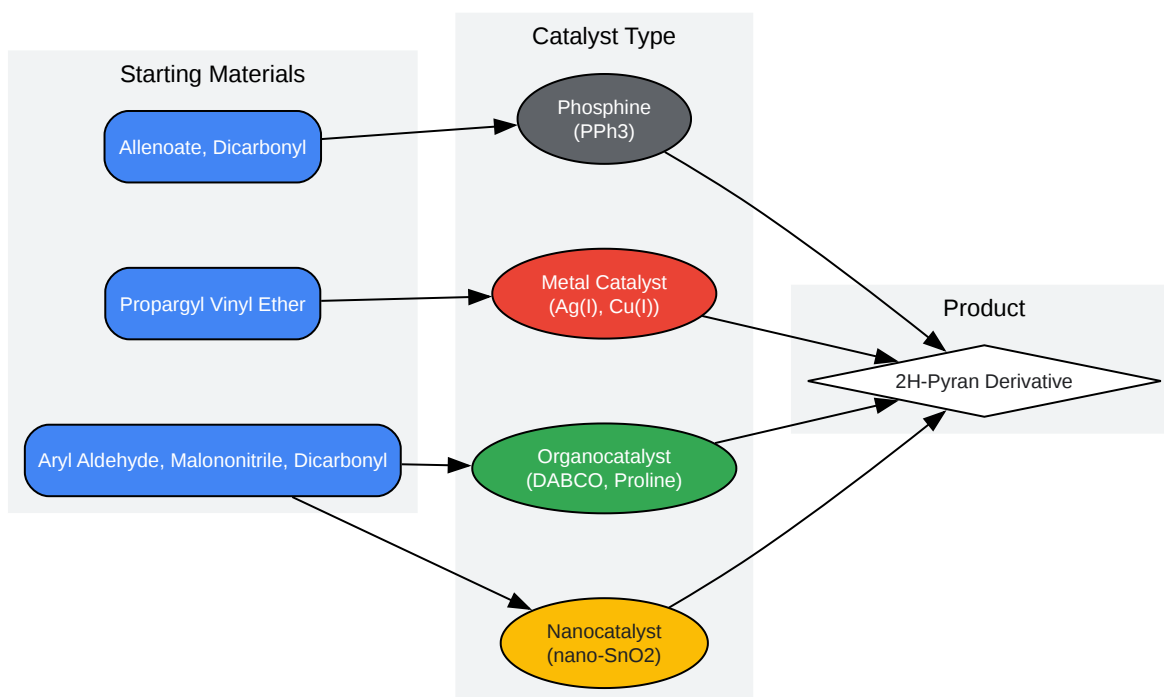 Starting Materials
Allenoate, Dicarbonyl
Propargyl Vinyl Ether
Aryl Aldehyde, Malononitrile, Dicarbonyl
Catalyst Type
Phosphine
(PPh3)
Metal Catalyst
(Ag(I), Cu(I))
Organocatalyst
(DABCO, Proline)
Nanocatalyst
(nano-SnO2)
Product
2H-Pyran Derivative